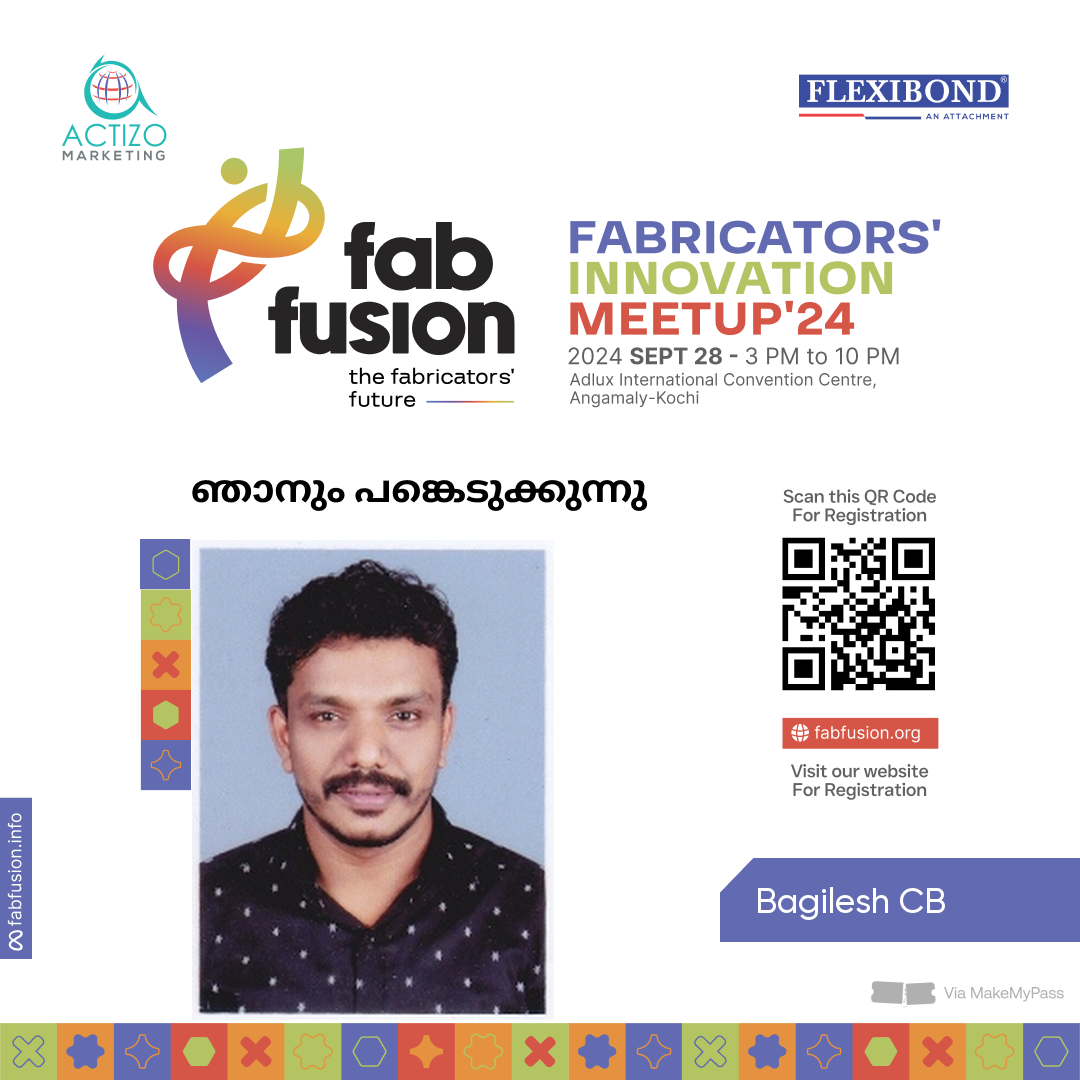 ACTIZO
MARKETING
FLEXIBOND®
AN ATTACHMENT
fab
fusion
the fabricators'
future
FABRICATORS'
INNOVATION
MEETUP'24
2024 SEPT 28 - 3 PM to 10 PM
Adlux International Convention Centre,
Angamaly-Kochi
ഞാനും പങ്കെടുക്കുന്നു
Scan this QR Code
For Registration
fabfusion.org
Visit our website
For Registration
fabfusion.info
Bagilesh CB
Via MakeMyPass